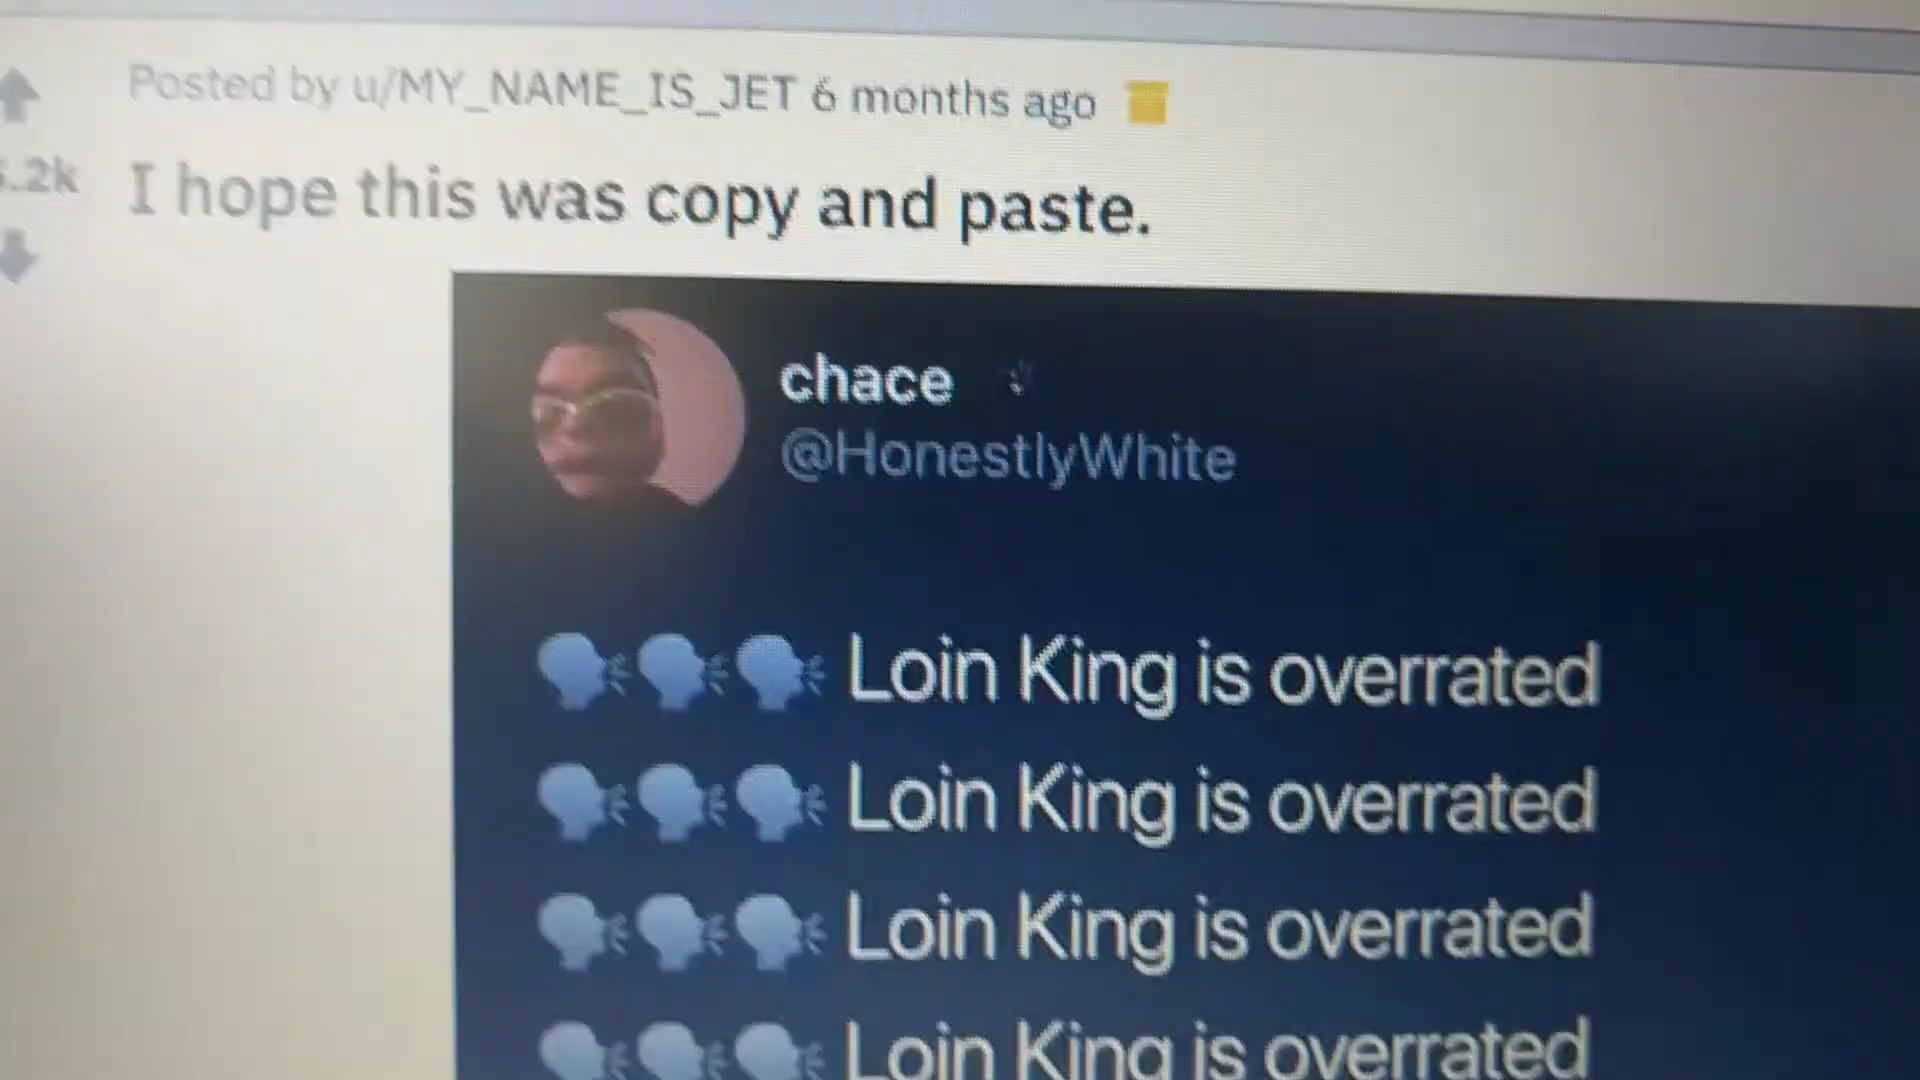 Posted by u/MY_NAME_IS_JET 6 months ago
.2k
I hope this was copy and paste.
chace
@HonestlyWhite
🗣🗣🗣 Loin King is overrated
🗣🗣🗣 Loin King is overrated
🗣🗣🗣 Loin King is overrated
🗣🗣🗣 Loin King is overrated